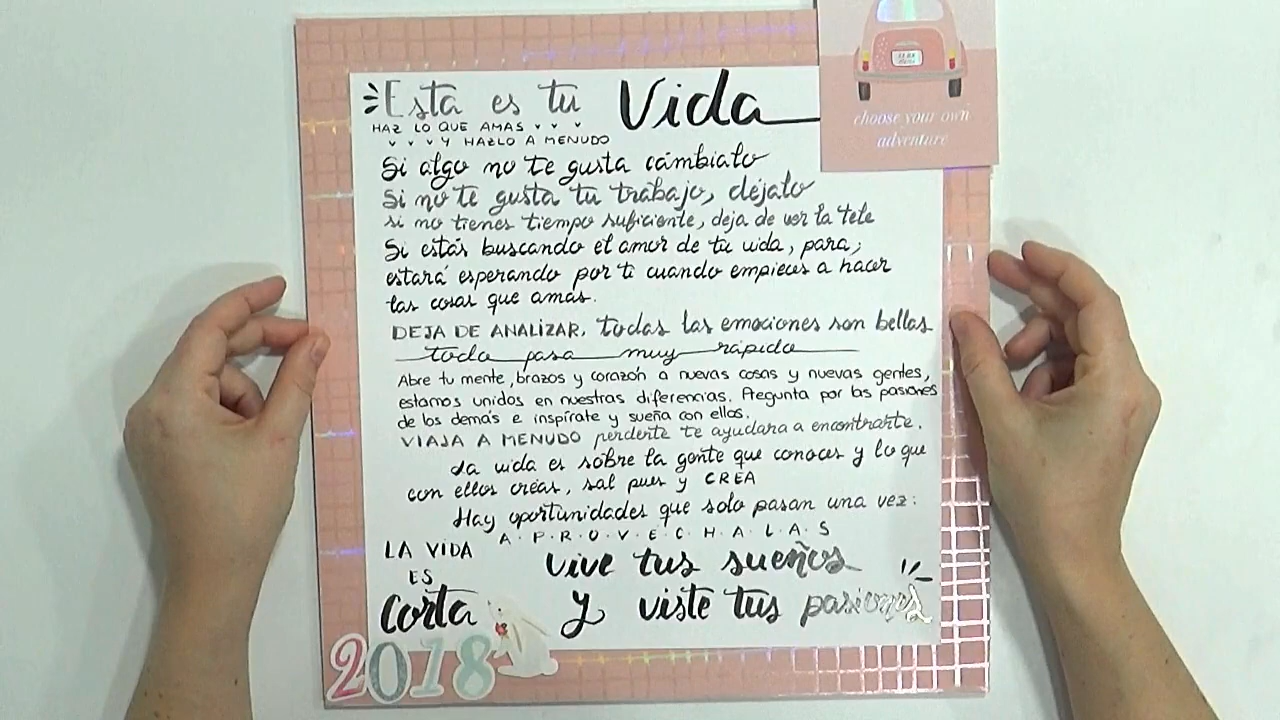 Esta es tu Vida
HAZ LO QUE AMAS
Y HAZLO A MENUDO
Si algo no te gusta cámbialo
Si no te gusta tu trabajo, déjalo
si no tienes tiempo suficiente, deja de ver la tele
Si estás buscando el amor de tu vida, para;
estará esperando por ti cuando empieces a hacer
las cosas que amas.
DEJA DE ANALIZAR, todas las emociones son bellas
todo pasa muy rápido
Abre tu mente, brazos y corazón a nuevas cosas y nuevas gentes,
estamos unidos en nuestras diferencias. Pregunta por las pasiones
de los demás e inspírate y sueña con ellos.
VIAJA A MENUDO perderte te ayudara a encontrarte.
La vida es sobre la gente que conoces y lo que
con ellos creas, sal pues y CREA
Hay oportunidades que solo pasan una vez:
A.P.R.O.V.E.C.H.A.L.A.S
LA VIDA
ES
corta
vive tus sueños
y viste tus pasiones
2018
choose your own
adventure